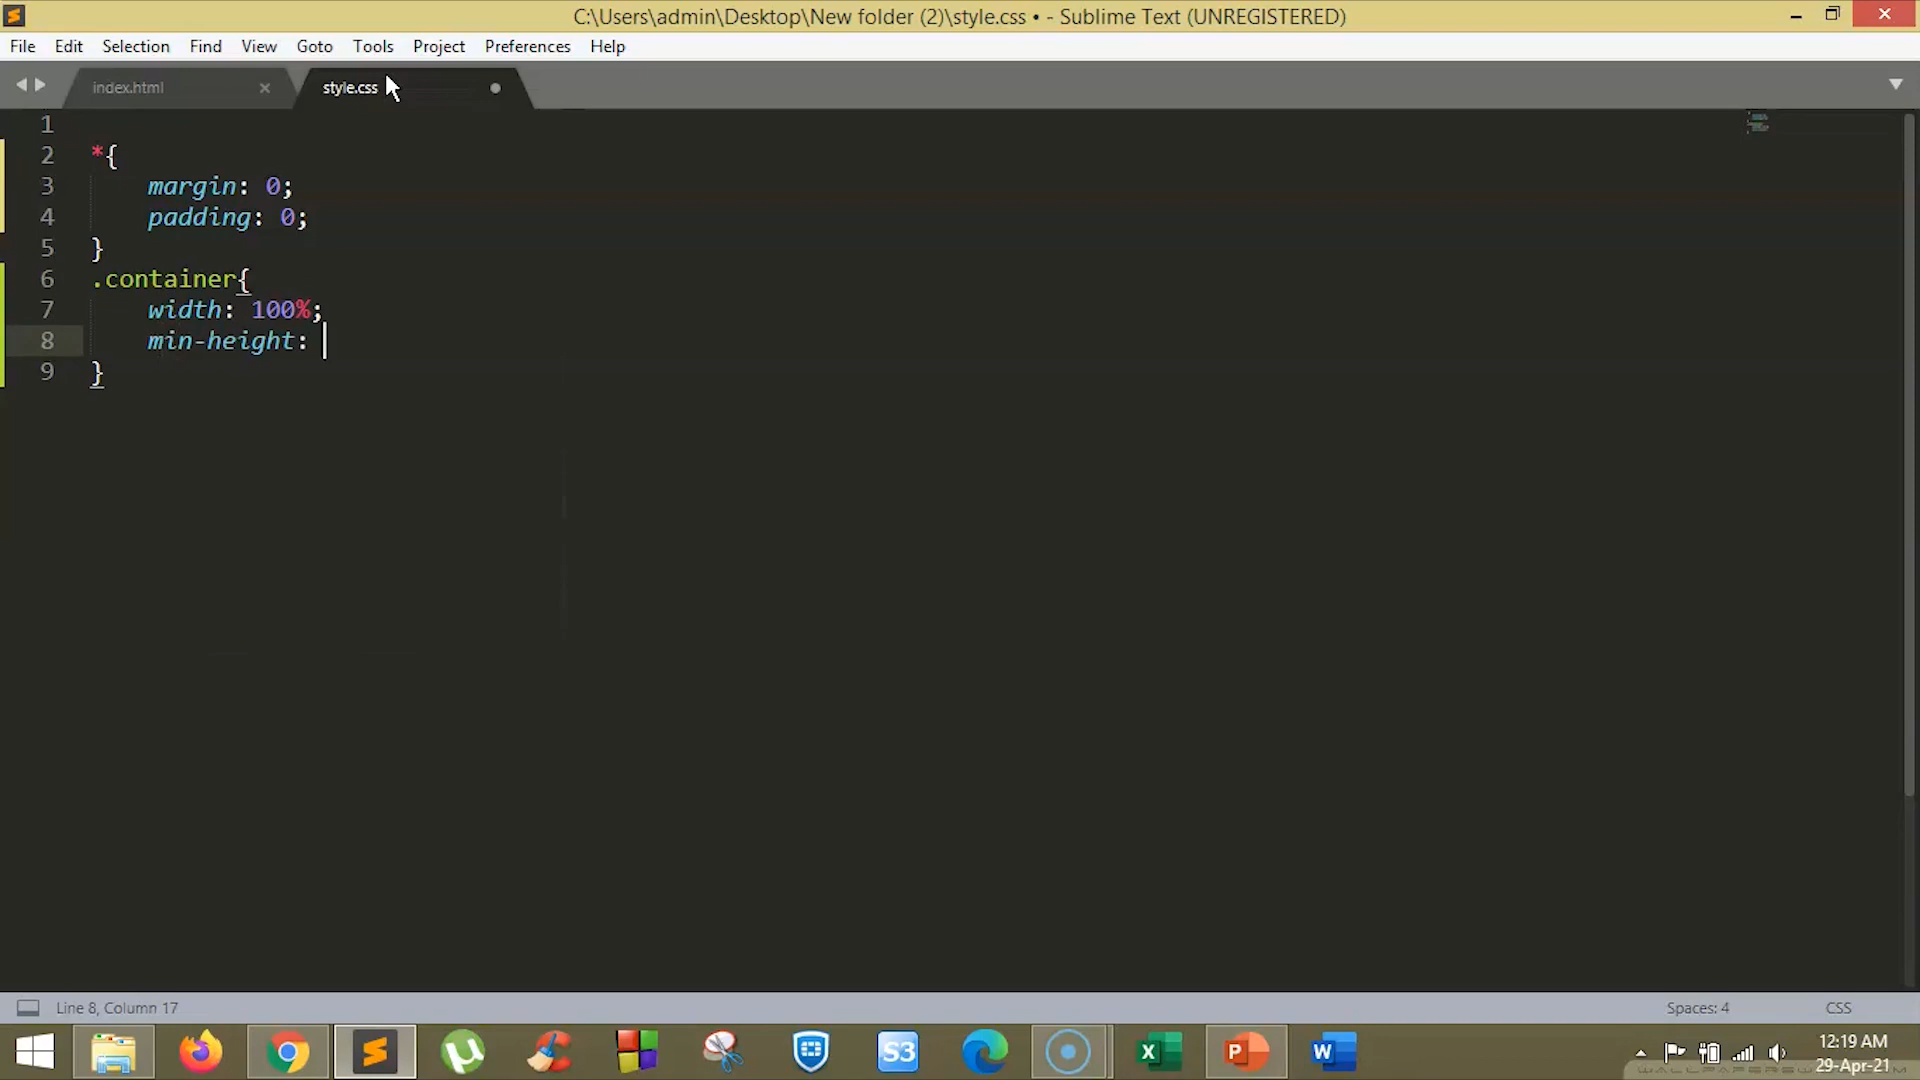 C:\Users\admin\Desktop\New folder (2)\style.css • - Sublime Text (UNREGISTERED)
File Edit Selection Find View Goto Tools Project Preferences Help
index.html style.css
1
2 *{
3 margin: 0;
4 padding: 0;
5 }
6 .container{
7 width: 100%;
8 min-height:
9 }
Line 8, Column 17 Spaces: 4 CSS
S3
12:19 AM
29-Apr-21